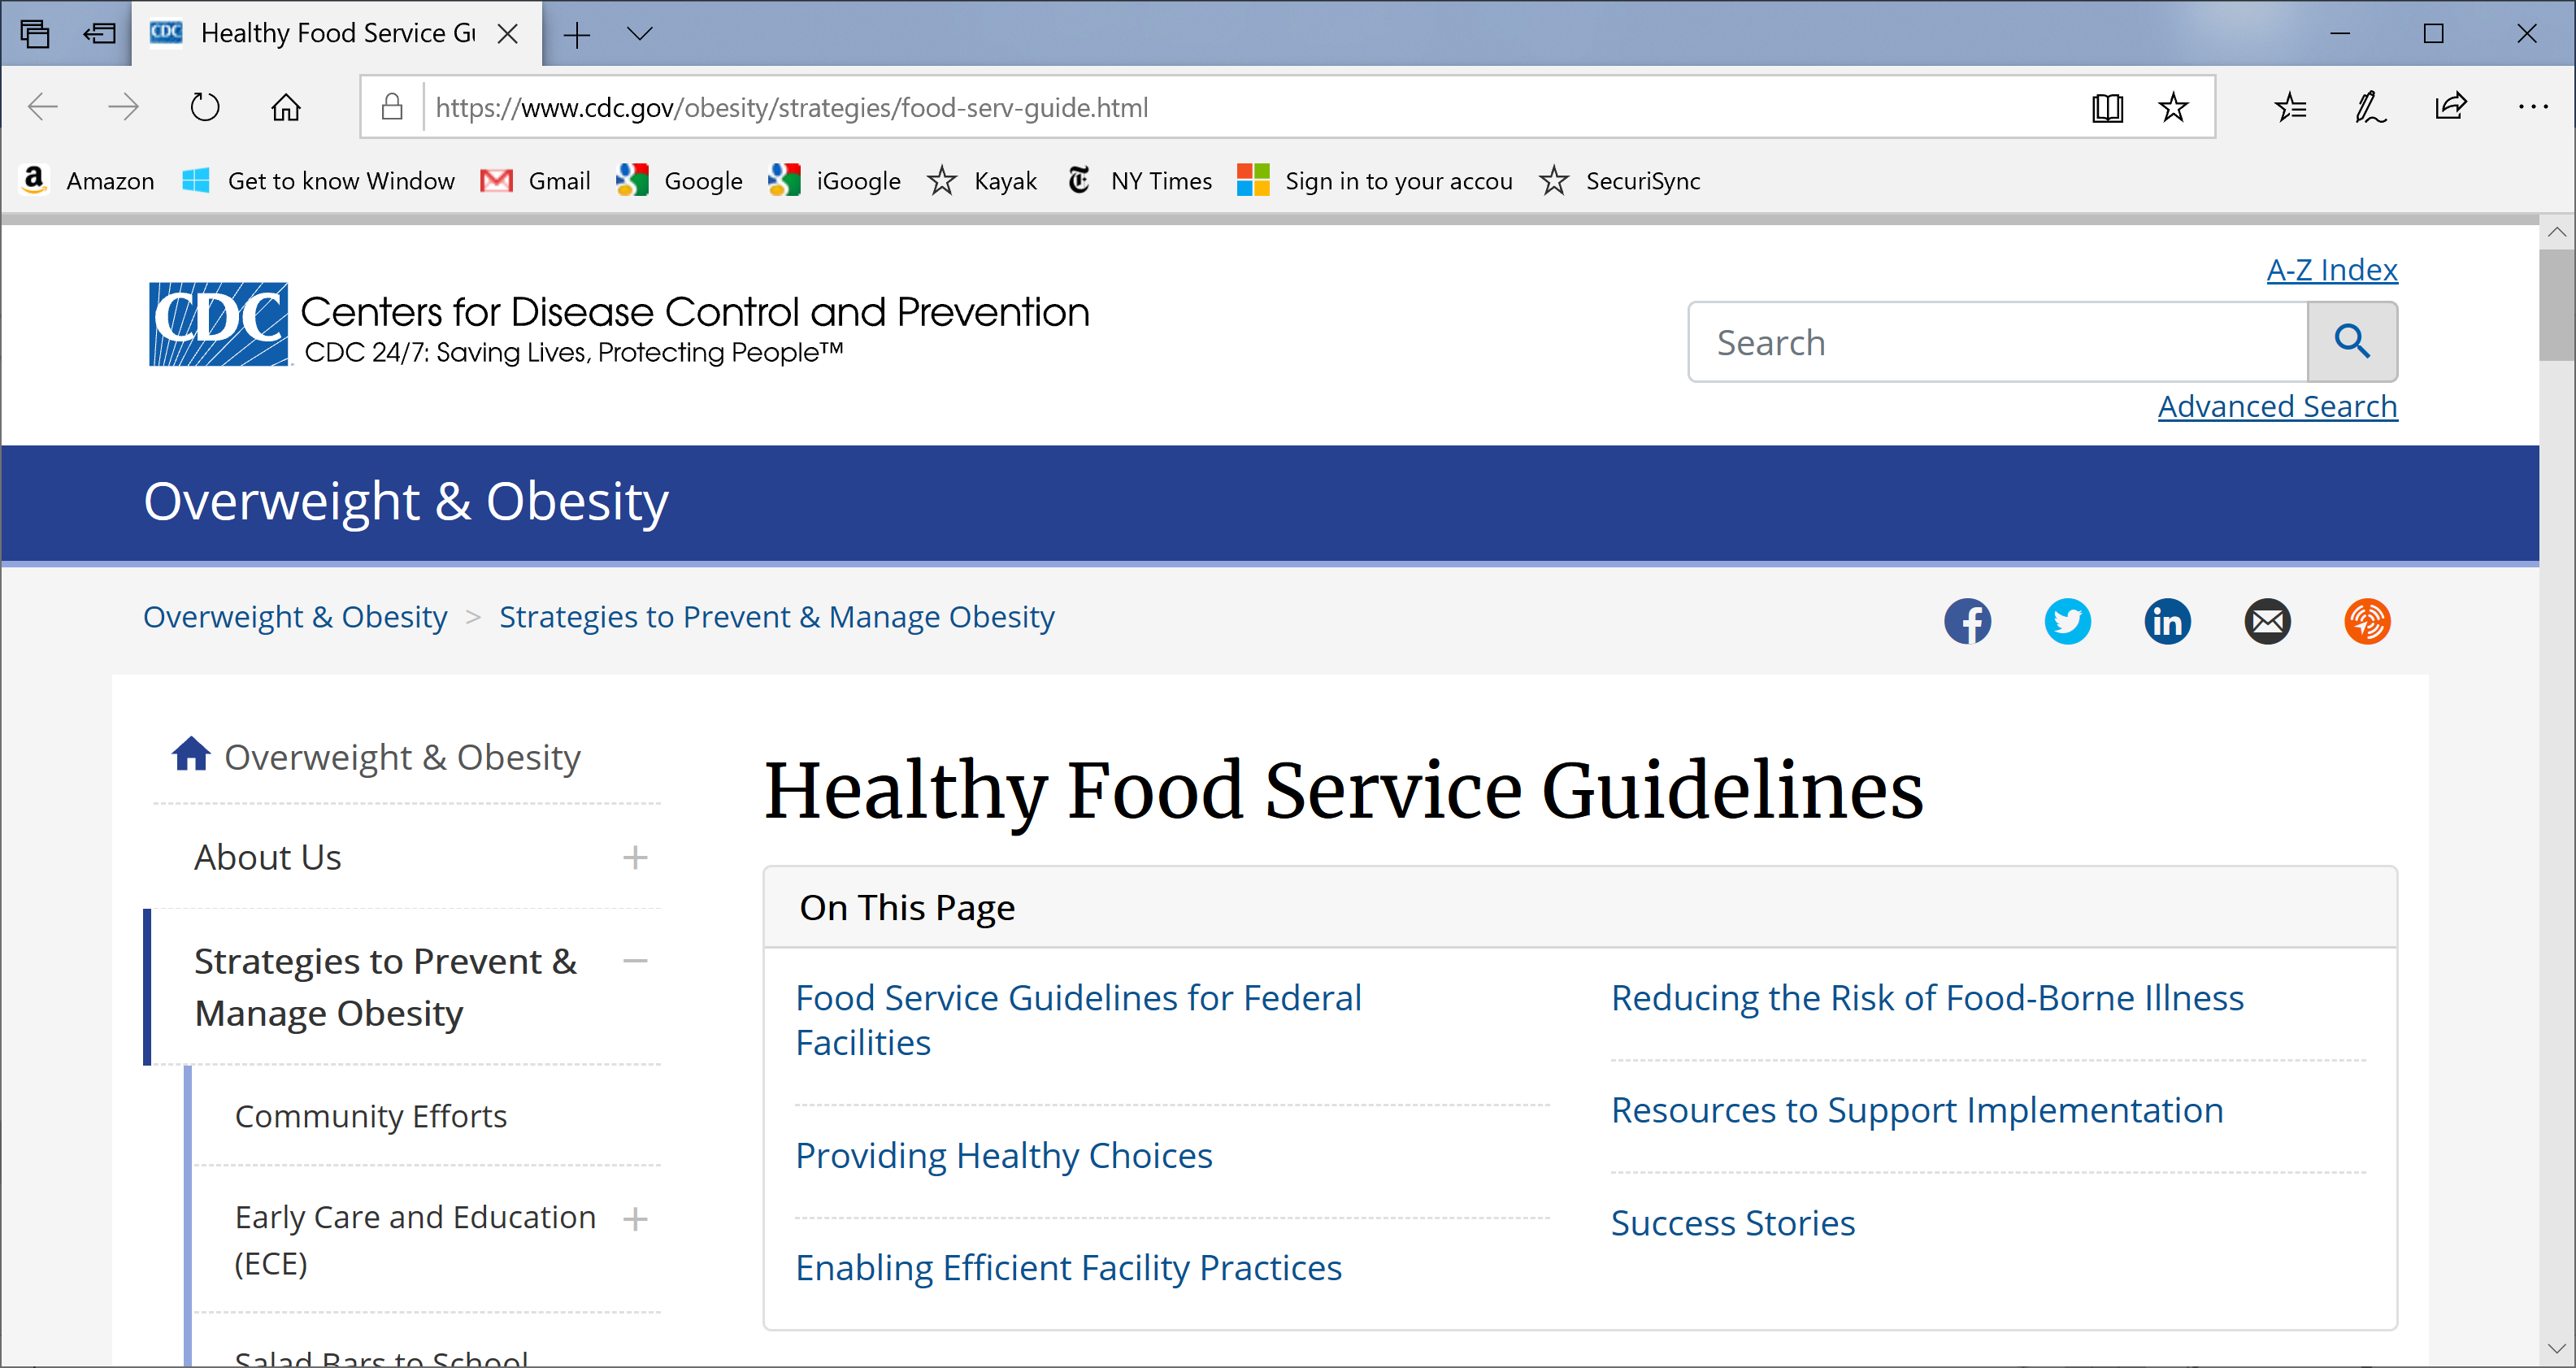 CDC
Healthy Food Service Gu
https://www.cdc.gov/obesity/strategies/food-serv-guide.html
Amazon
Get to know Window
Gmail
Google
iGoogle
Kayak
NY Times
Sign in to your accou
SecuriSync
A-Z Index
CDC
Centers for Disease Control and Prevention
CDC 24/7: Saving Lives, Protecting People™
Search
Advanced Search
Overweight & Obesity
Overweight & Obesity > Strategies to Prevent & Manage Obesity
Overweight & Obesity
About Us
Strategies to Prevent &
Manage Obesity
Community Efforts
Early Care and Education
(ECE)
Salad Bars to School
Healthy Food Service Guidelines
On This Page
Food Service Guidelines for Federal
Facilities
Providing Healthy Choices
Enabling Efficient Facility Practices
Reducing the Risk of Food-Borne Illness
Resources to Support Implementation
Success Stories